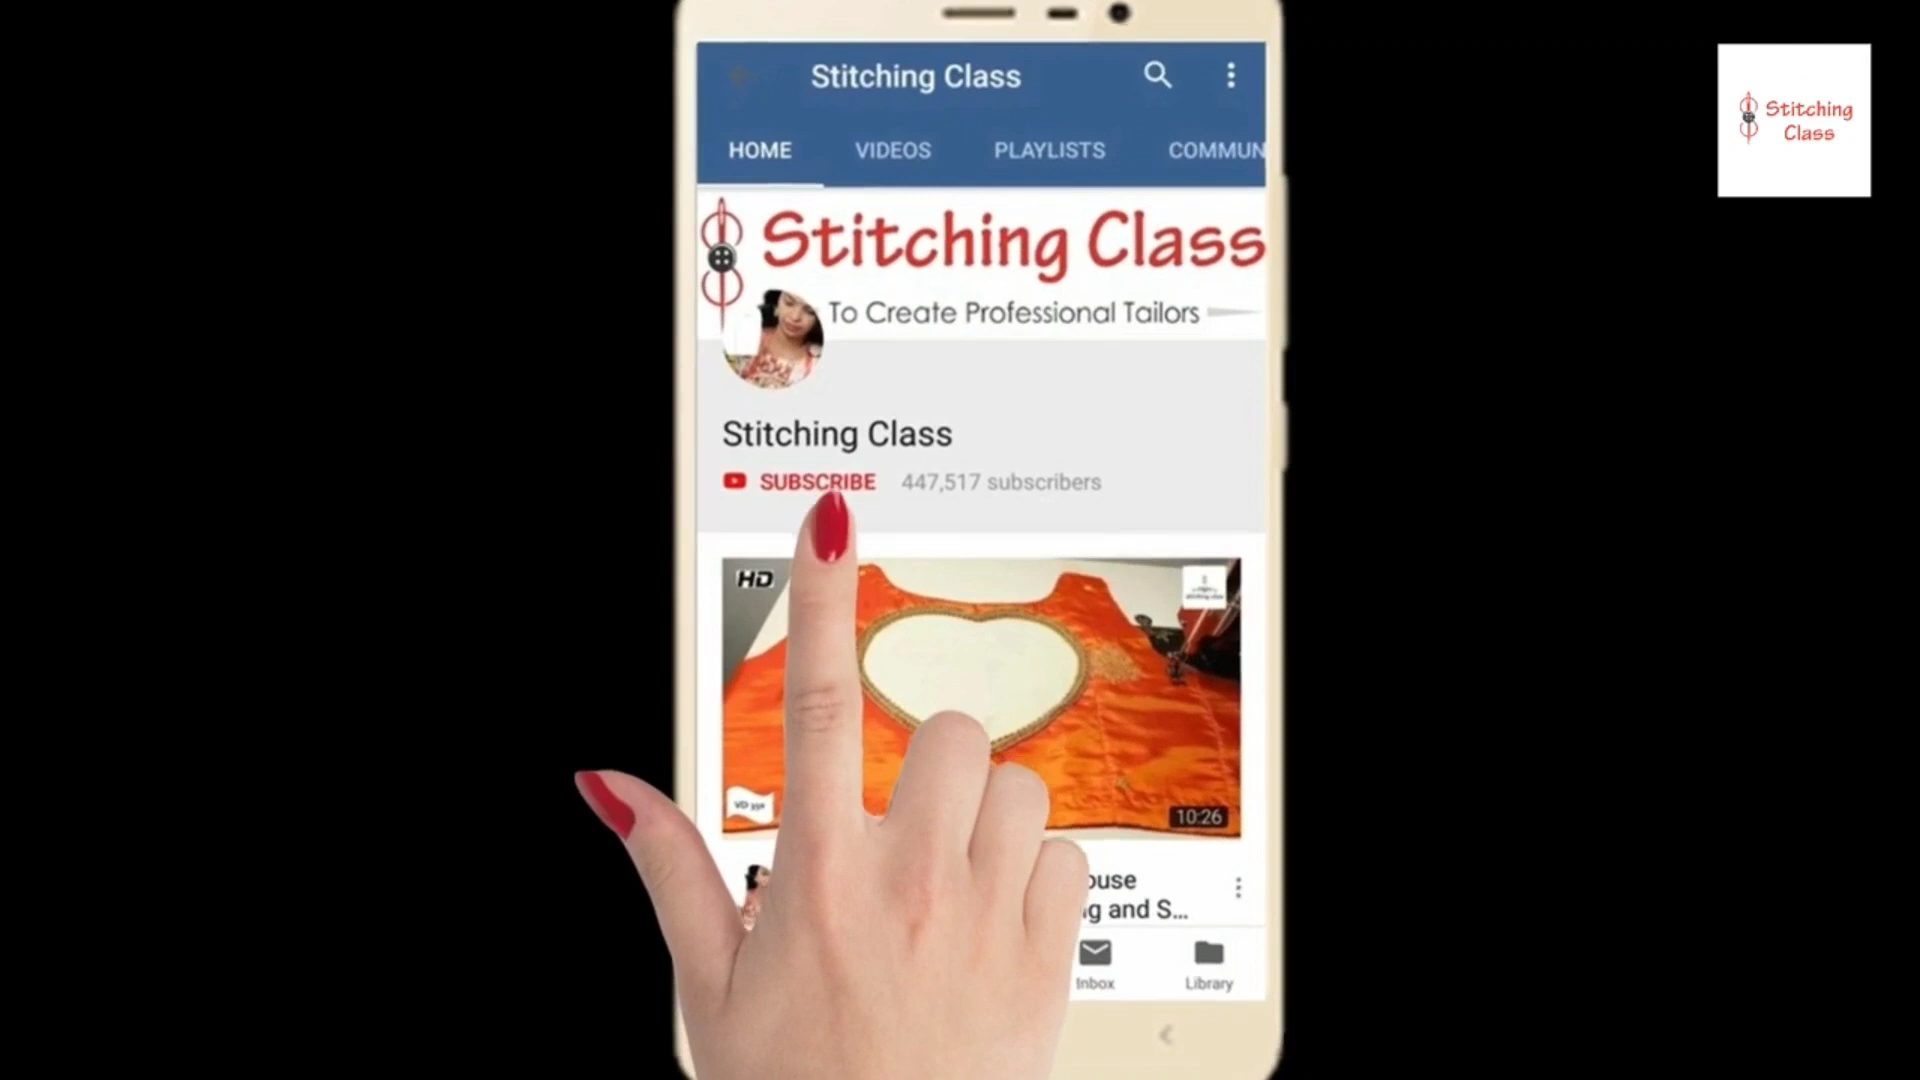 Stitching Class
HOME VIDEOS PLAYLISTS COMMUN
Stitching Class
To Create Professional Tailors
Stitching Class
SUBSCRIBE 447,517 subscribers
HD
10:26
and S...
Inbox Library
Stitching
Class